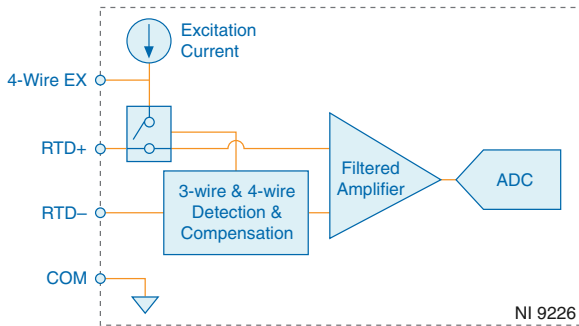 Excitation
Current
4-Wire EX
RTD+
Filtered
Amplifier
ADC
3-wire & 4-wire
Detection &
Compensation
RTD–
COM
NI 9226